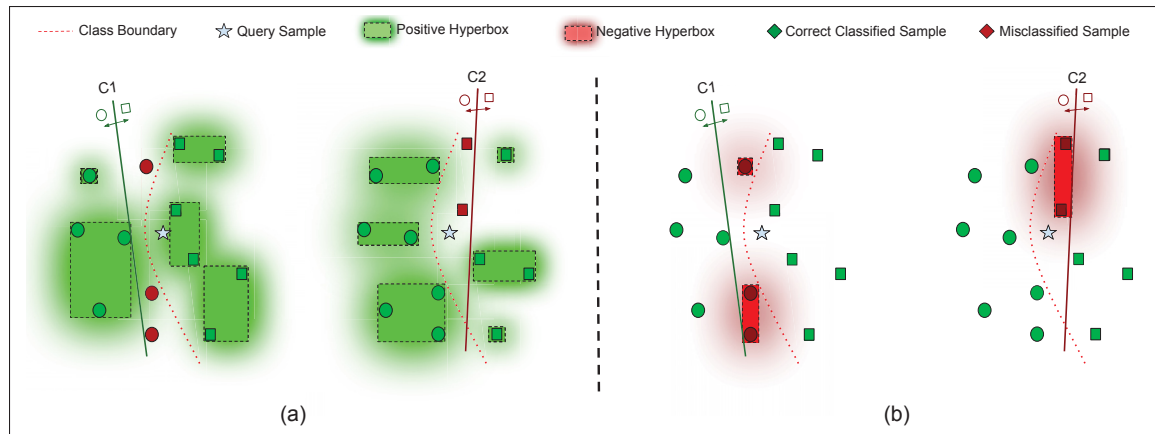 Class Boundary Query Sample Positive Hyperbox Negative Hyperbox Correct Classified Sample Misclassified Sample
C1 C2 C1 C2
(a) (b)